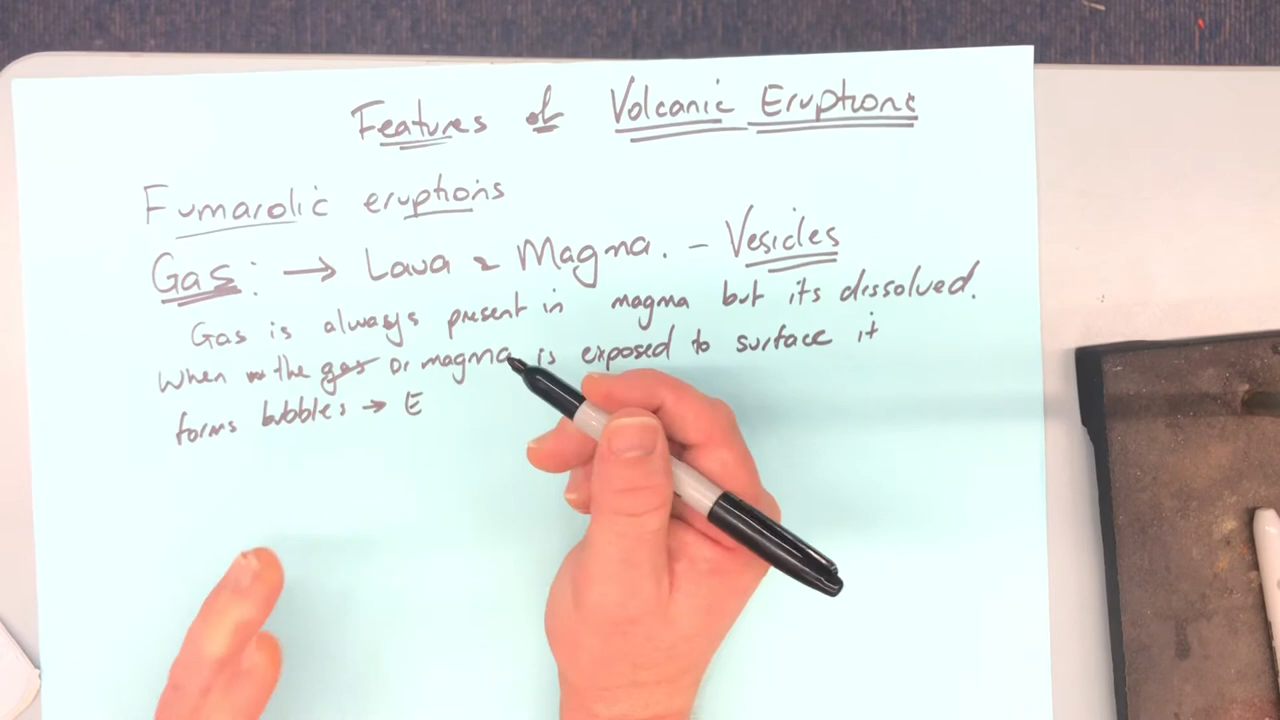 Features of Volcanic Eruptions
Fumarolic eruptions
Gas: → Lava & Magma. - Vesicles
Gas is always present in magma but its dissolved.
When the gas or magma is exposed to surface it
forms bubbles → E